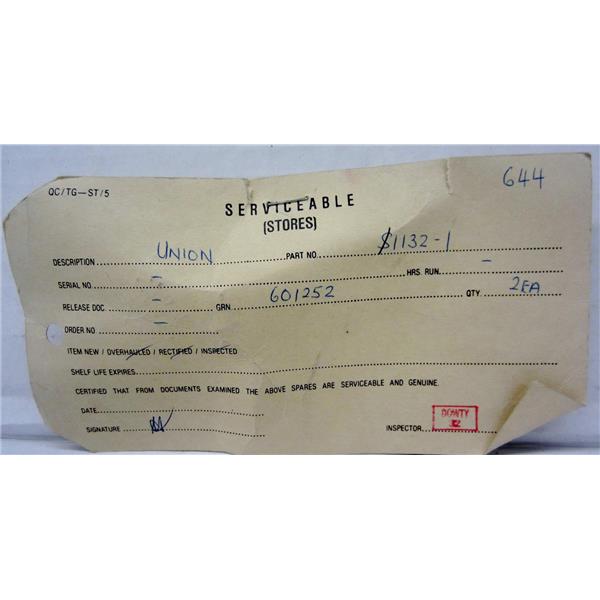 QC/TG—ST/5
644
SERVICEABLE
(STORES)
DESCRIPTION UNION PART NO. S1132-1
SERIAL NO. – HRS. RUN. –
RELEASE DOC. – GRN. 601252 QTY. 2EA
ORDER NO –
ITEM NEW / OVERHAULED / RECTIFIED / INSPECTED
SHELF LIFE EXPIRES
CERTIFIED THAT FROM DOCUMENTS EXAMINED THE ABOVE SPARES ARE SERVICEABLE AND GENUINE.
DATE
SIGNATURE INSPECTOR DOWTY
32